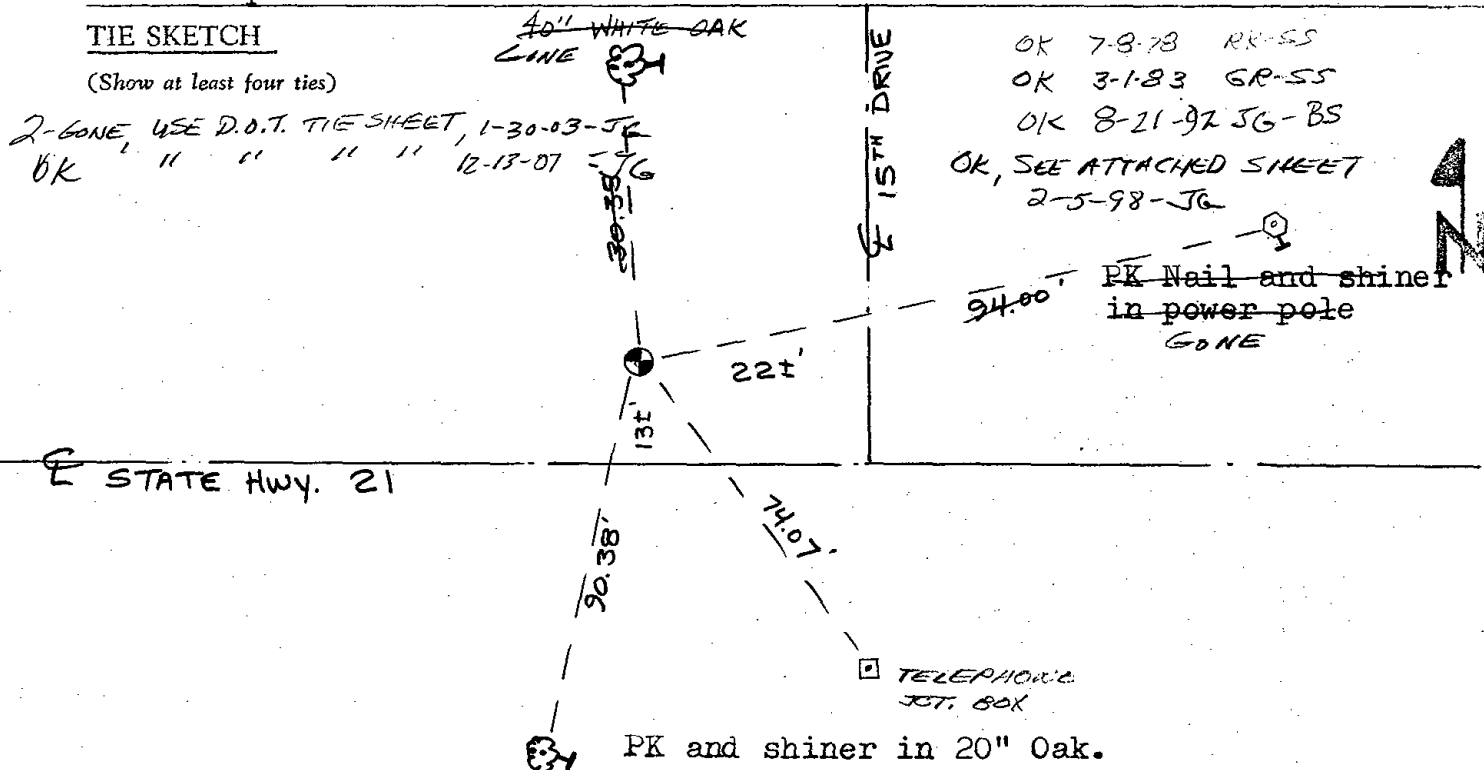 TIE SKETCH
(Show at least four ties)
40" WHITE OAK
GONE
2-GONE, USE D.O.T. TIE SHEET, 1-30-03-JG
OK " " " " " 12-13-07-JG
30.38'
℄ 15TH DRIVE
OK 7-8-78 RK-SS
OK 3-1-83 GR-SS
OK 8-21-92 JG-BS
OK, SEE ATTACHED SHEET
2-5-98-JG
N
94.00'
PK Nail and shiner
in power pole
GONE
22±'
13±'
℄ STATE HWY. 21
90.38'
74.07'
TELEPHONE
JCT. BOX
PK and shiner in 20" Oak.